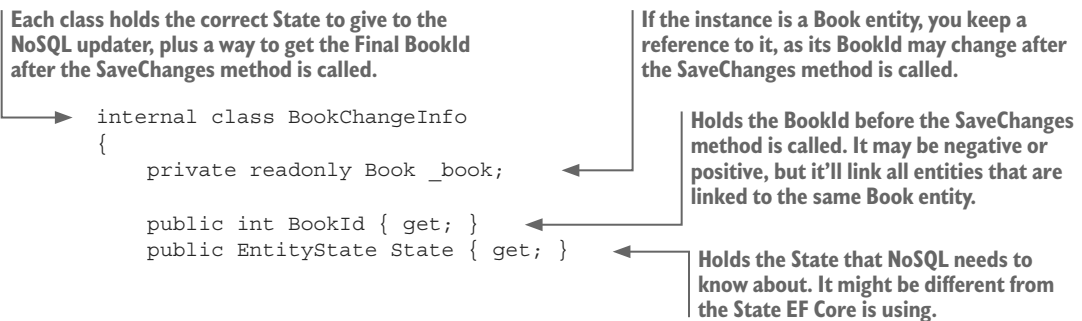 Each class holds the correct State to give to the
NoSQL updater, plus a way to get the Final BookId
after the SaveChanges method is called.
If the instance is a Book entity, you keep a
reference to it, as its BookId may change after
the SaveChanges method is called.
internal class BookChangeInfo
{
private readonly Book _book;
Holds the BookId before the SaveChanges
method is called. It may be negative or
positive, but it'll link all entities that are
linked to the same Book entity.
public int BookId { get; }
public EntityState State { get; }
Holds the State that NoSQL needs to
know about. It might be different from
the State EF Core is using.